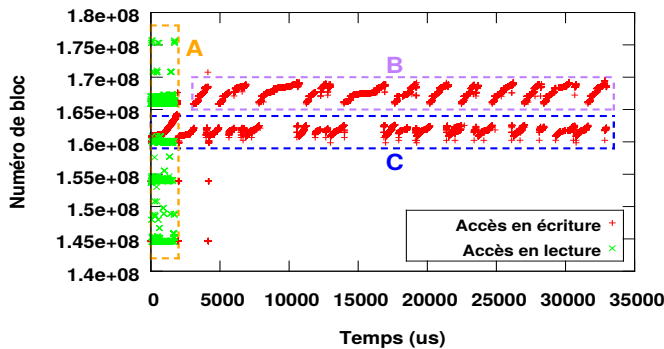 1.8e+08
1.75e+08
1.7e+08
1.65e+08
1.6e+08
1.55e+08
1.5e+08
1.45e+08
1.4e+08
Numéro de bloc
A
B
C
Accès en écriture
Accès en lecture
0 5000 10000 15000 20000 25000 30000 35000
Temps (us)